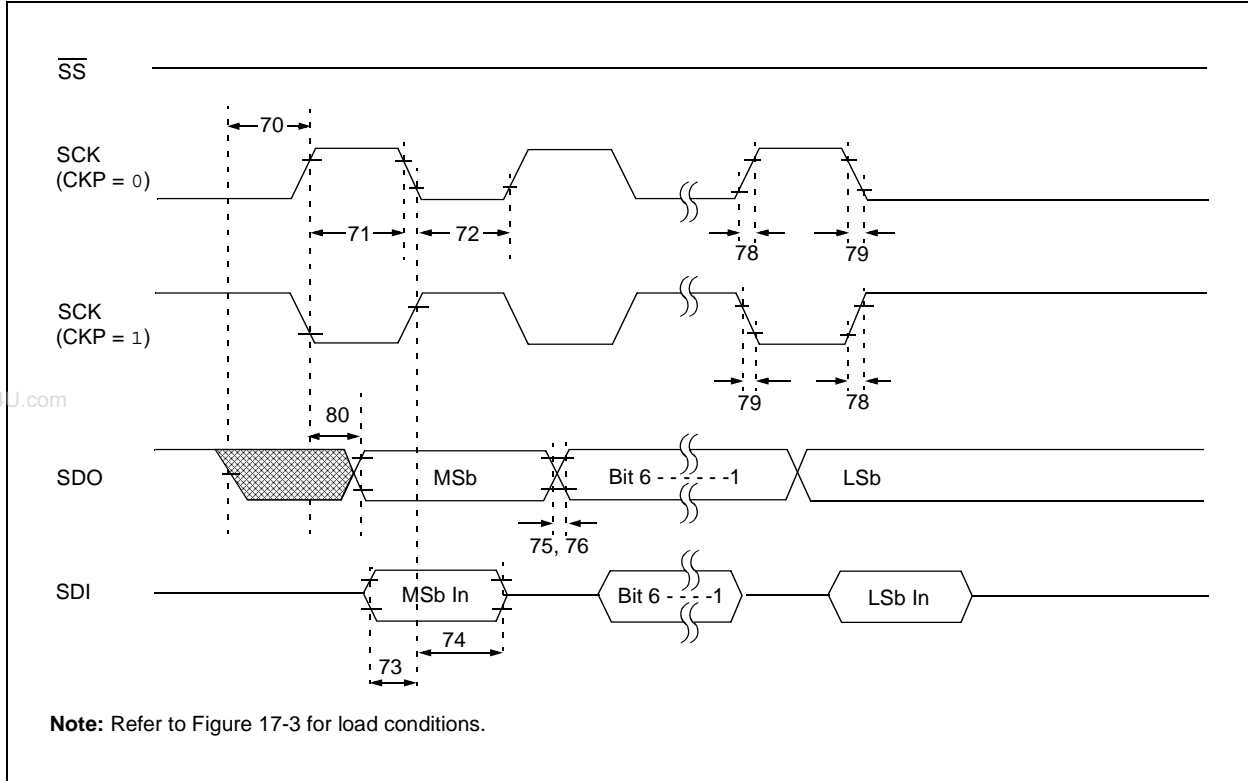 SS
70
SCK
(CKP = 0)
71
72
78
79
SCK
(CKP = 1)
79
78
4U.com
80
SDO
MSb
Bit 6 - - - - - - -1
LSb
75, 76
SDI
MSb In
Bit 6 - - - - -1
LSb In
74
73
Note: Refer to Figure 17-3 for load conditions.